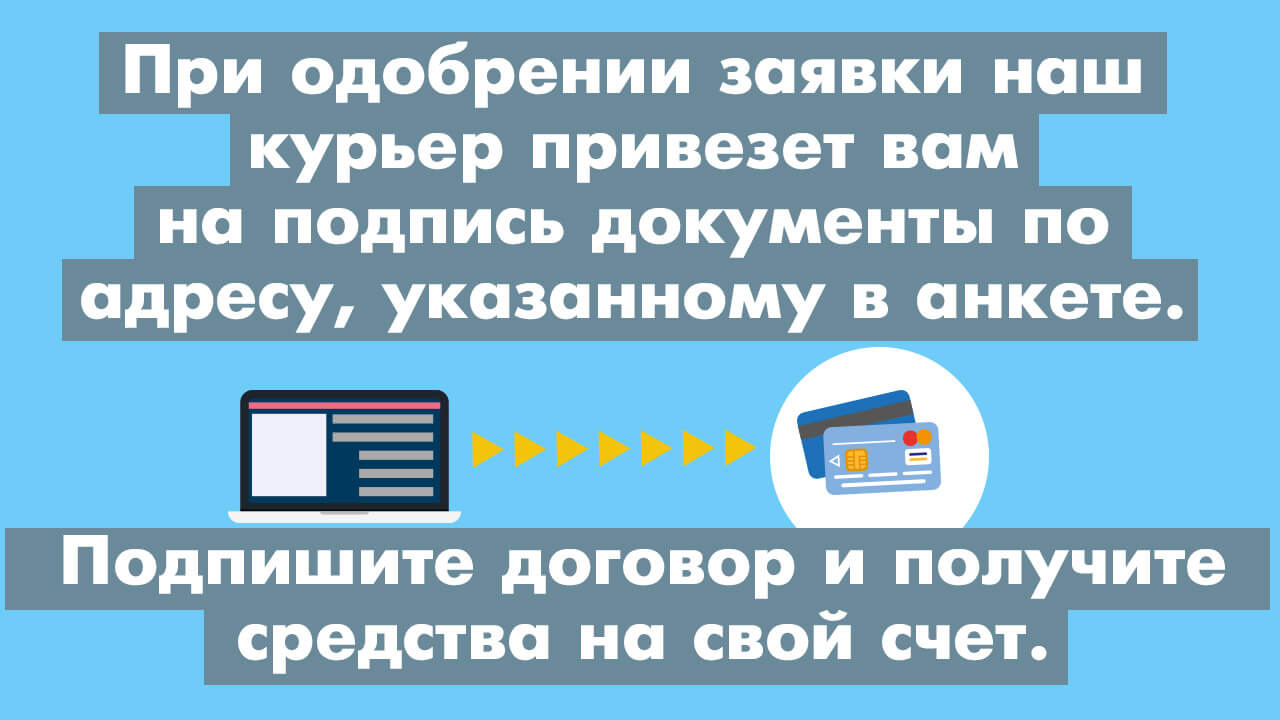 При одобрении заявки наш
курьер привезет вам
на подпись документы по
адресу, указанному в анкете.
Подпишите договор и получите
средства на свой счет.